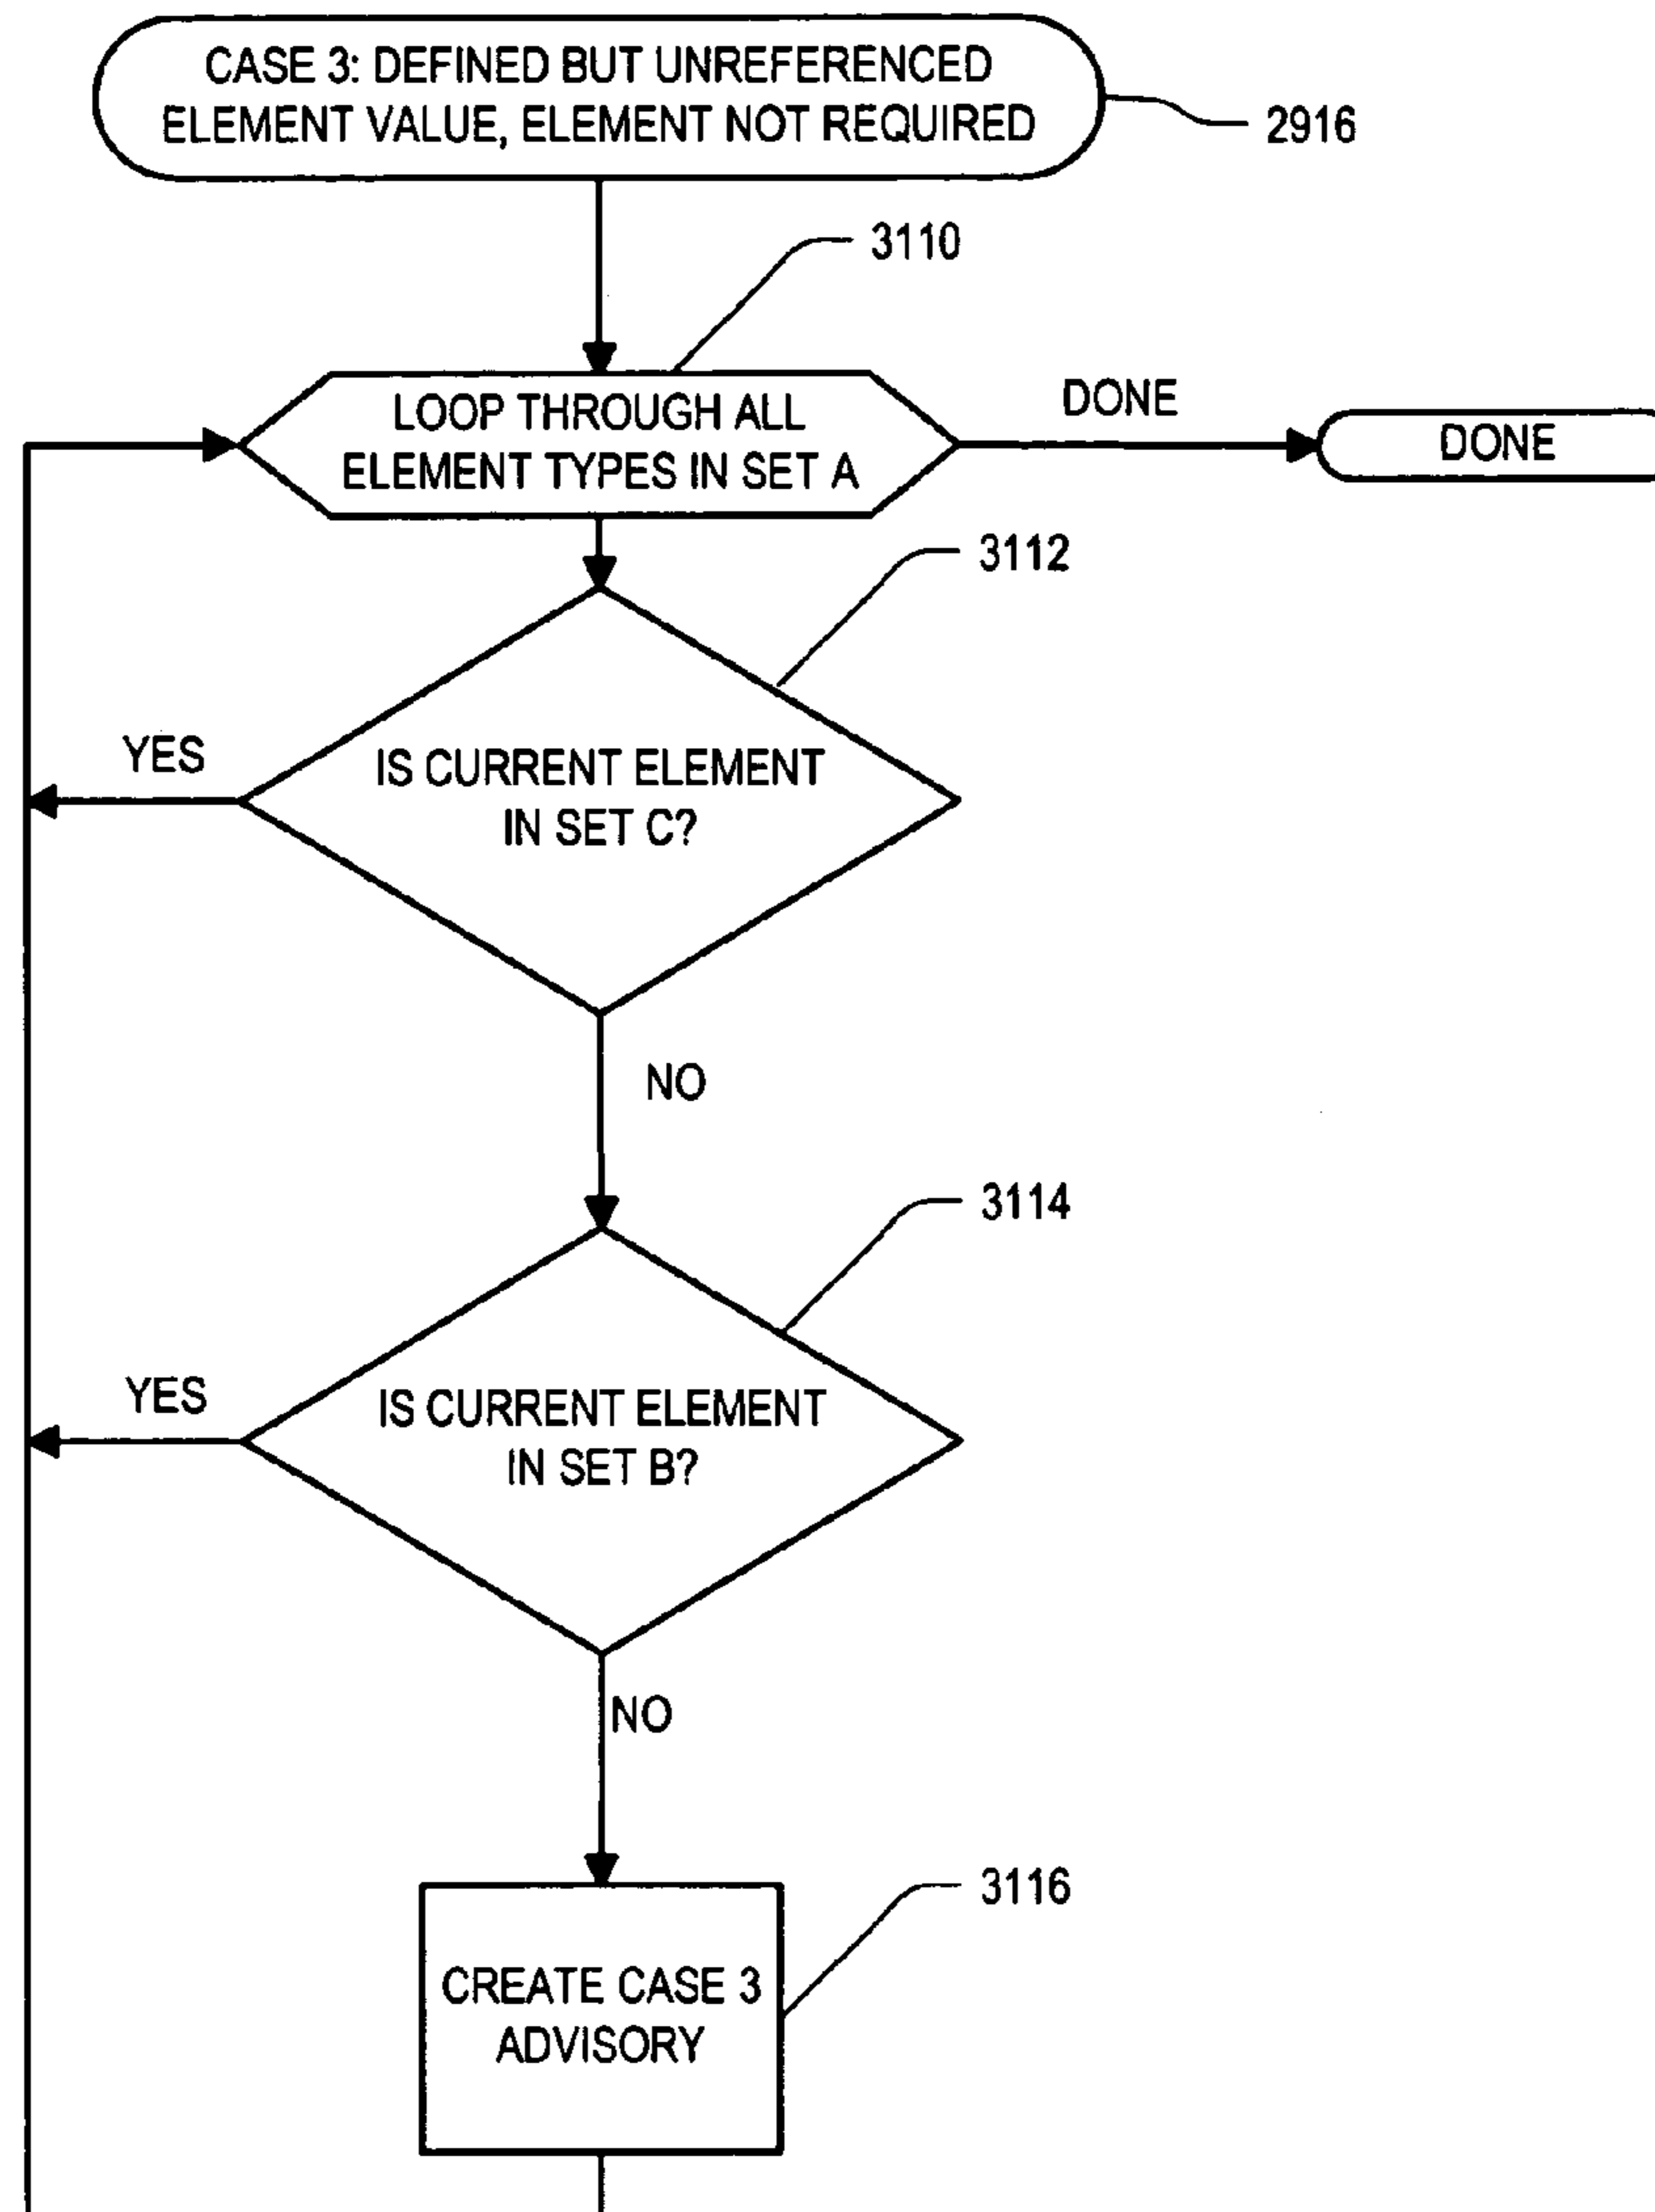 CASE 3: DEFINED BUT UNREFERENCED
ELEMENT VALUE, ELEMENT NOT REQUIRED
2916
3110
LOOP THROUGH ALL
ELEMENT TYPES IN SET A
DONE
DONE
3112
YES
IS CURRENT ELEMENT
IN SET C?
NO
3114
YES
IS CURRENT ELEMENT
IN SET B?
NO
3116
CREATE CASE 3
ADVISORY